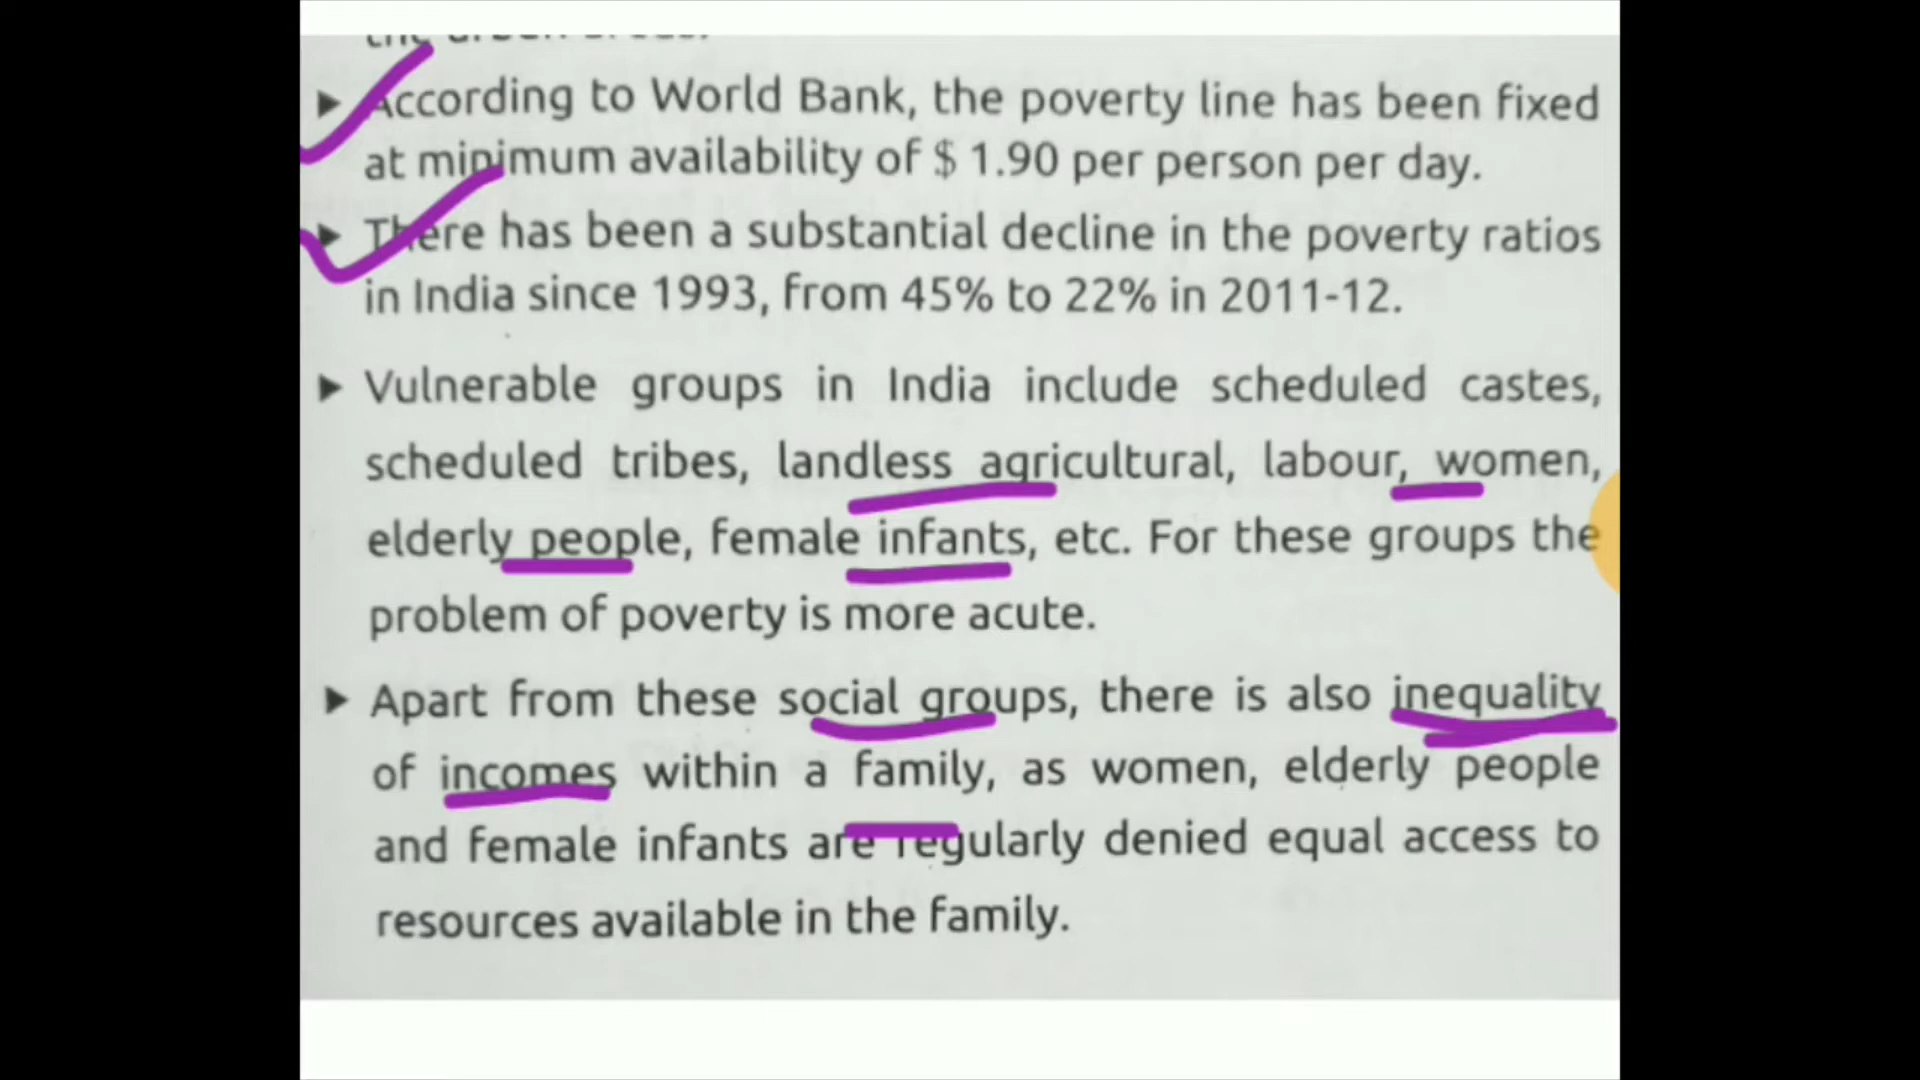 the urban areas.
► According to World Bank, the poverty line has been fixed
at minimum availability of $ 1.90 per person per day.
► There has been a substantial decline in the poverty ratios
in India since 1993, from 45% to 22% in 2011-12.
► Vulnerable groups in India include scheduled castes,
scheduled tribes, landless agricultural, labour, women,
elderly people, female infants, etc. For these groups the
problem of poverty is more acute.
► Apart from these social groups, there is also inequality
of incomes within a family, as women, elderly people
and female infants are regularly denied equal access to
resources available in the family.